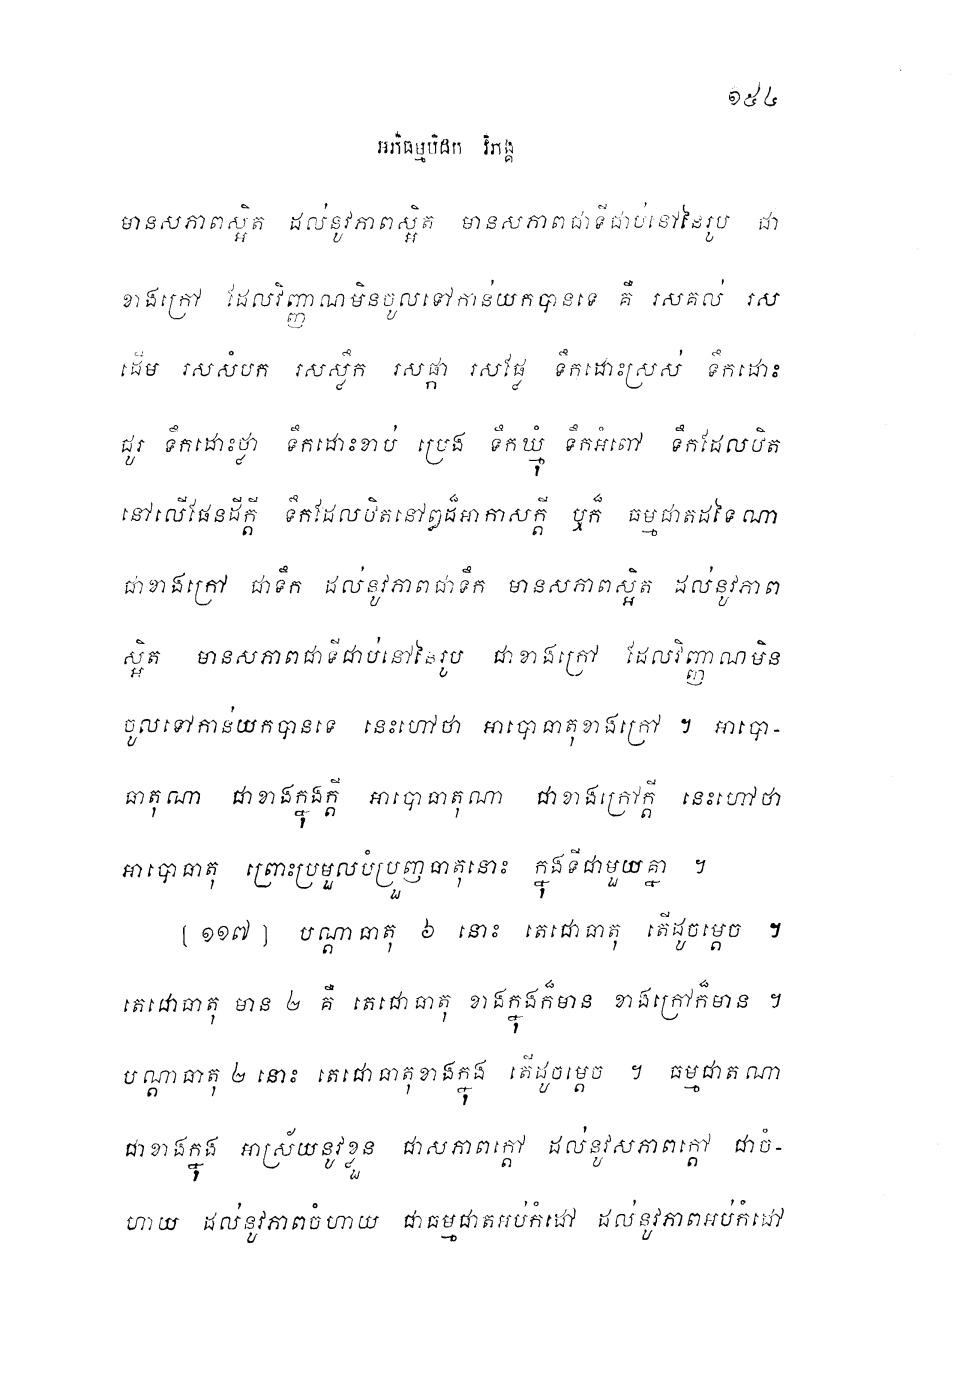 ១៥៤
អភិធម្មបិដក វិភង្គ
មានសភាពស្អិត ដល់នូវភាពស្អិត មានសភាពជាទីជាប់នៅនៃរូប ជា
ខាងក្រៅ ដែលវិញ្ញាណមិនចូលទៅកាន់យកបានទេ គឺ រសគល់ រស
ដើម រសសំបក រសស្លឹក រសផ្កា រសផ្លែ ទឹកដោះស្រស់ ទឹកដោះ
ជូរ ទឹកដោះថ្លា ទឹកដោះខាប់ ប្រេង ទឹកឃ្មុំ ទឹកអំពៅ ទឹកដែលឋិត
នៅលើផែនដីក្តី ទឹកដែលឋិតនៅឰដ៏អាកាសក្តី ឬក៏ ធម្មជាតដទៃណា
ជាខាងក្រៅ ជាទឹក ដល់នូវភាពជាទឹក មានសភាពស្អិត ដល់នូវភាព
ស្អិត មានសភាពជាទីជាប់នៅនៃរូប ជាខាងក្រៅ ដែលវិញ្ញាណមិន
ចូលទៅកាន់យកបានទេ នេះហៅថា អាបោធាតុខាងក្រៅ ។ អាបោ-
ធាតុណា ជាខាងក្នុងក្តី អាបោធាតុណា ជាខាងក្រៅក្តី នេះហៅថា
អាបោធាតុ ព្រោះប្រមួលបំប្រួញធាតុនោះ ក្នុងទីជាមួយគ្នា ។
[១១៧] បណ្តាធាតុ ៦ នោះ តេជោធាតុ តើដូចម្តេច ។
តេជោធាតុ មាន ២ គឺ តេជោធាតុ ខាងក្នុងក៏មាន ខាងក្រៅក៏មាន ។
បណ្តាធាតុ ២ នោះ តេជោធាតុខាងក្នុង តើដូចម្តេច ។ ធម្មជាតណា
ជាខាងក្នុង អាស្រ័យនូវខ្លួន ជាសភាពក្តៅ ដល់នូវសភាពក្តៅ ជាចំ-
ហាយ ដល់នូវភាពចំហាយ ជាធម្មជាតអប់កំដៅ ដល់នូវភាពអប់កំដៅ